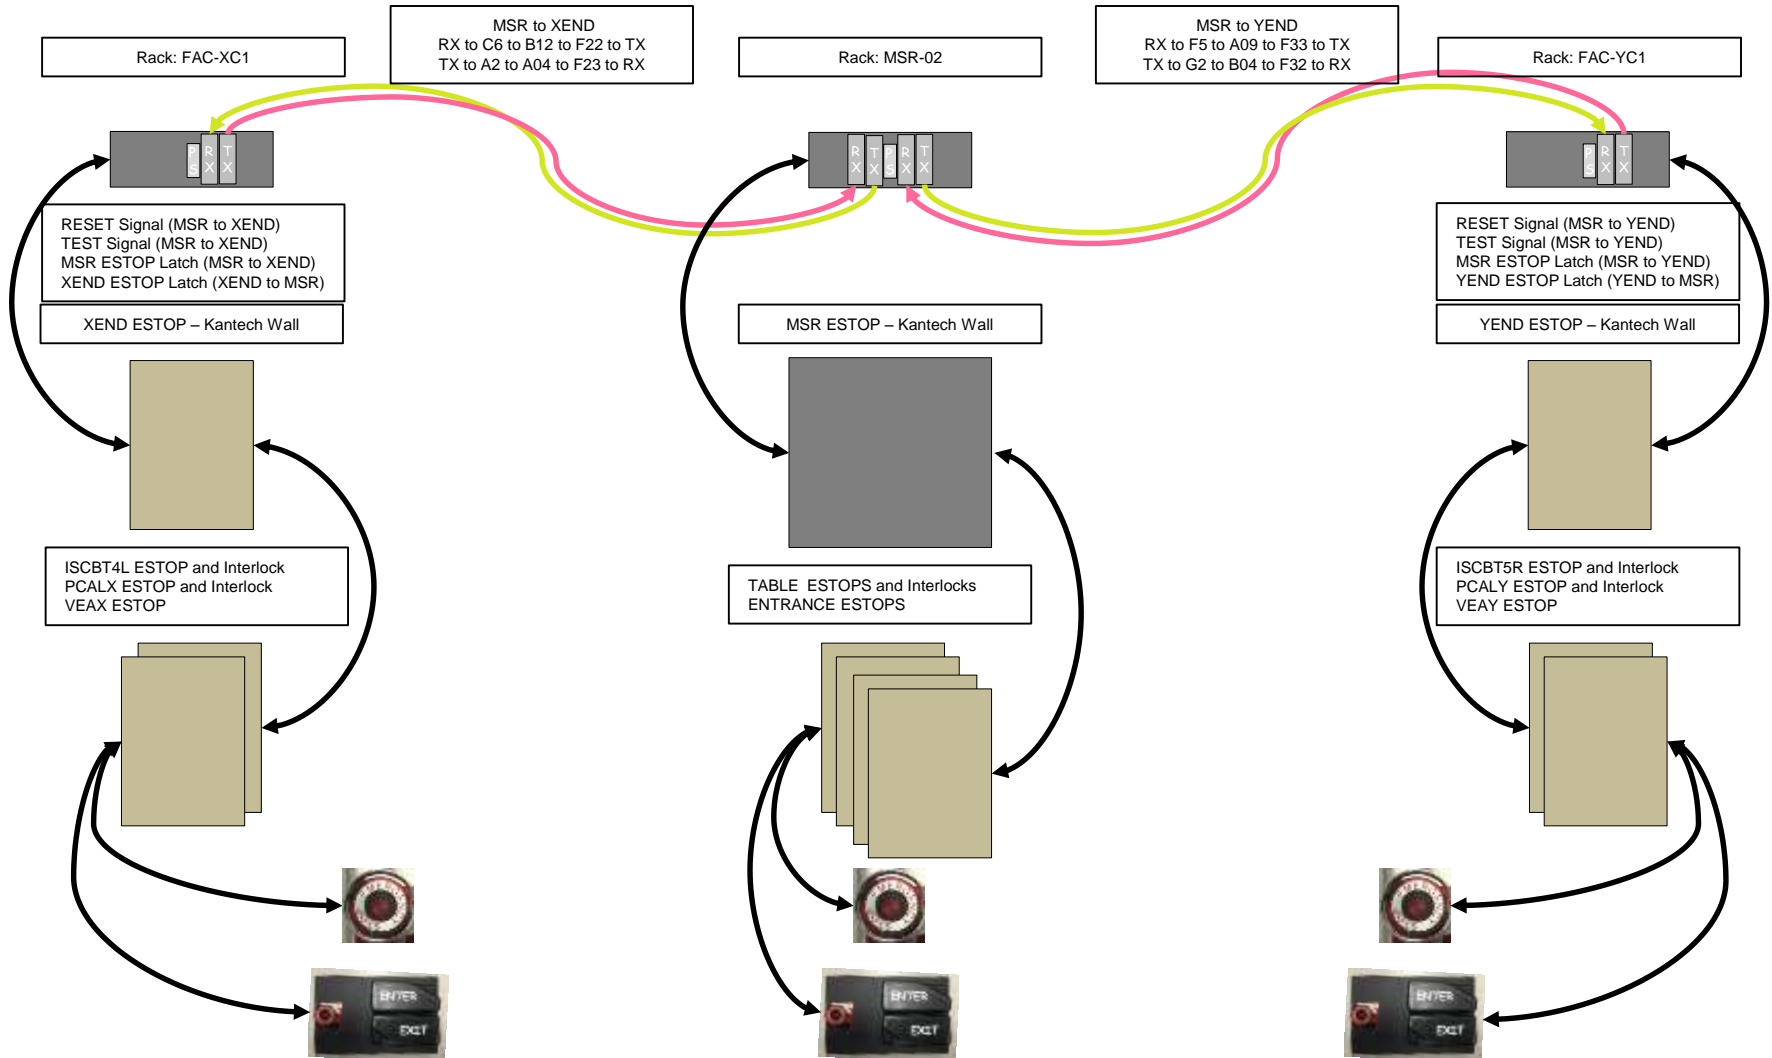 MSR to XEND
RX to C6 to B12 to F22 to TX
TX to A2 to A04 to F23 to RX
MSR to YEND
RX to F5 to A09 to F33 to TX
TX to G2 to B04 to F32 to RX
Rack: FAC-XC1
Rack: MSR-02
Rack: FAC-YC1
PS
RX
TX
RX
TX
PS
RX
TX
PS
RX
TX
RESET Signal (MSR to XEND)
TEST Signal (MSR to XEND)
MSR ESTOP Latch (MSR to XEND)
XEND ESTOP Latch (XEND to MSR)
RESET Signal (MSR to YEND)
TEST Signal (MSR to YEND)
MSR ESTOP Latch (MSR to YEND)
YEND ESTOP Latch (YEND to MSR)
XEND ESTOP – Kantech Wall
MSR ESTOP – Kantech Wall
YEND ESTOP – Kantech Wall
ISCBT4L ESTOP and Interlock
PCALX ESTOP and Interlock
VEAX ESTOP
TABLE  ESTOPS and Interlocks
ENTRANCE ESTOPS
ISCBT5R ESTOP and Interlock
PCALY ESTOP and Interlock
VEAY ESTOP
ENTER
EXIT
ENTER
EXIT
ENTER
EXIT